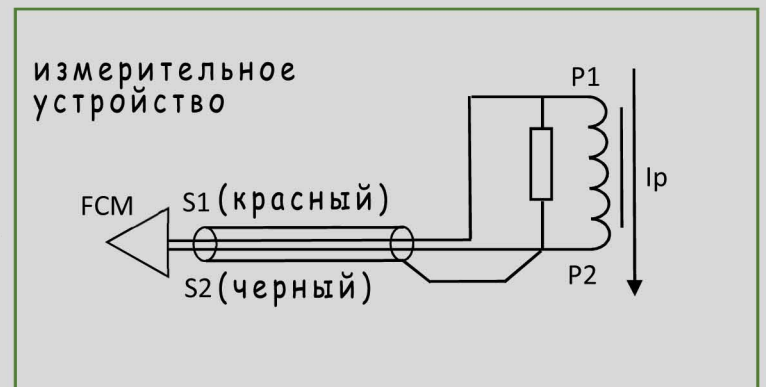 измерительное
устройство
P1
Ip
FCM
S1 (красный)
S2 (черный)
P2